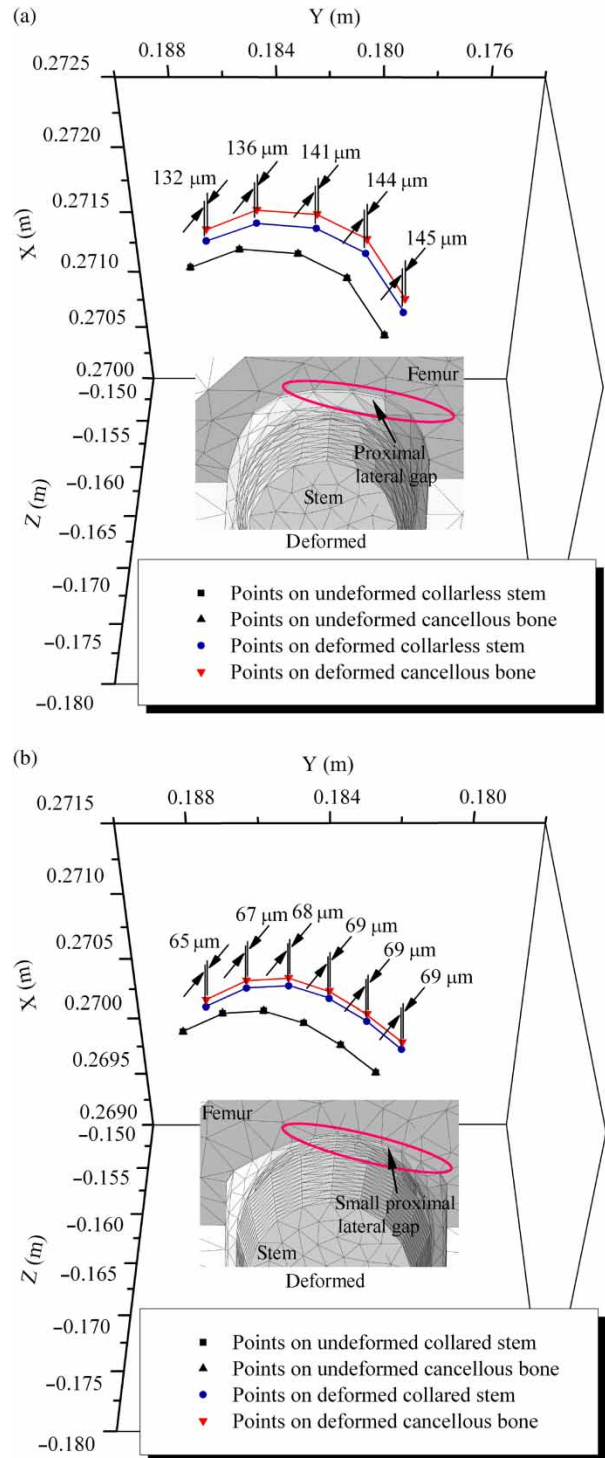 (a)
Y (m)
0.188 0.184 0.180 0.176
0.2725
0.2720
0.2715
0.2710
0.2705
0.2700
X (m)
132 µm
136 µm
141 µm
144 µm
145 µm
−0.150
−0.155
−0.160
−0.165
−0.170
−0.175
−0.180
Z (m)
Femur
Proximal
lateral gap
Stem
Deformed
Points on undeformed collarless stem
Points on undeformed cancellous bone
Points on deformed collarless stem
Points on deformed cancellous bone
(b)
Y (m)
0.188 0.184 0.180
0.2715
0.2710
0.2705
0.2700
0.2695
0.2690
X (m)
65 µm
67 µm
68 µm
69 µm
69 µm
69 µm
−0.150
−0.155
−0.160
−0.165
−0.170
−0.175
−0.180
Z (m)
Femur
Small proximal
lateral gap
Stem
Deformed
Points on undeformed collared stem
Points on undeformed cancellous bone
Points on deformed collared stem
Points on deformed cancellous bone